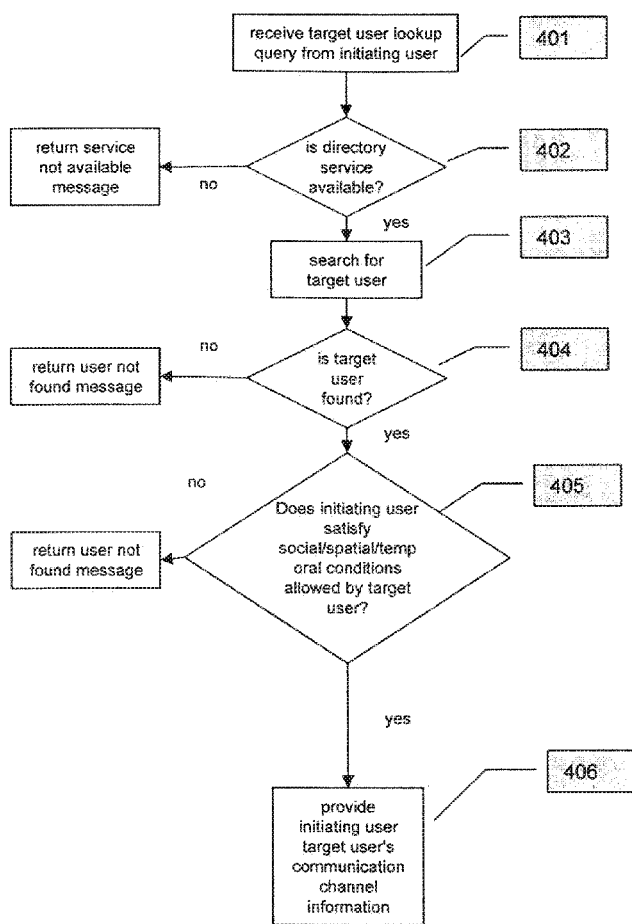 receive target user lookup
query from initiating user
401
is directory
service
available?
402
return service
not available
message
no
yes
403
search for
target user
no
404
return user not
found message
is target
user
found?
yes
no
405
Does initiating user
satisfy
social/spatial/temp
oral conditions
allowed by target
user?
return user not
found message
yes
406
provide
initiating user
target user's
communication
channel
information